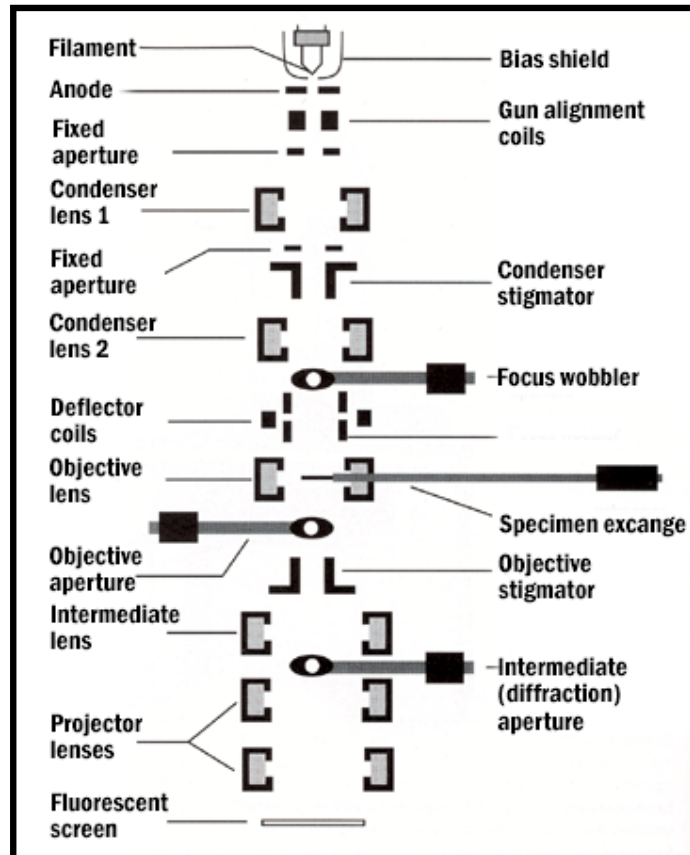 Filament
Bias shield
Anode
Gun alignment
coils
Fixed
aperture
Condenser
lens 1
Fixed
aperture
Condenser
stigmator
Condenser
lens 2
Focus wobbler
Deflector
coils
Objective
lens
Specimen excange
Objective
aperture
Objective
stigmator
Intermediate
lens
Intermediate
(diffraction)
aperture
Projector
lenses
Fluorescent
screen